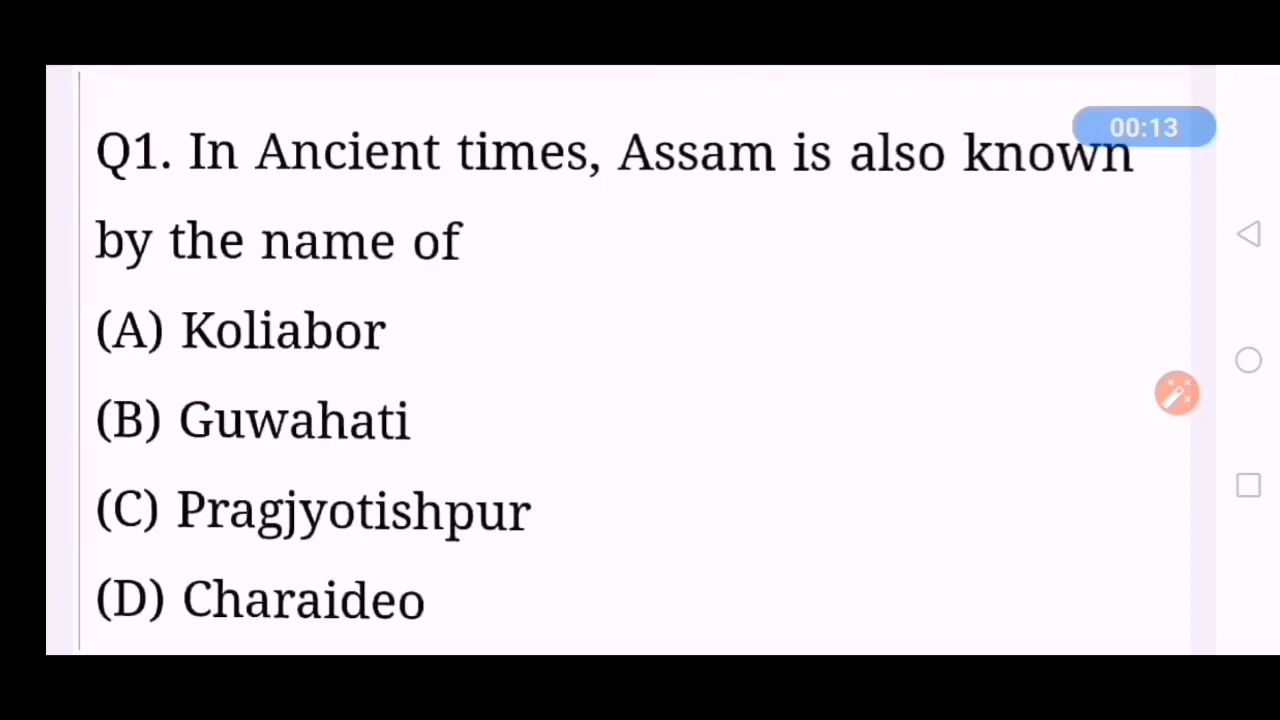 00:13
Q1. In Ancient times, Assam is also known
by the name of
(A) Koliabor
(B) Guwahati
(C) Pragjyotishpur
(D) Charaideo